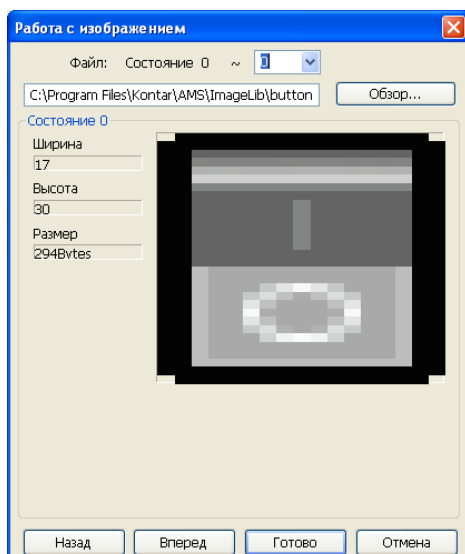 Работа с изображением
Файл: Состояние 0 ~ 0
C:\Program Files\Kontar\AMS\ImageLib\button
Обзор...
Состояние 0
Ширина
17
Высота
30
Размер
294Bytes
Назад Вперед Готово Отмена